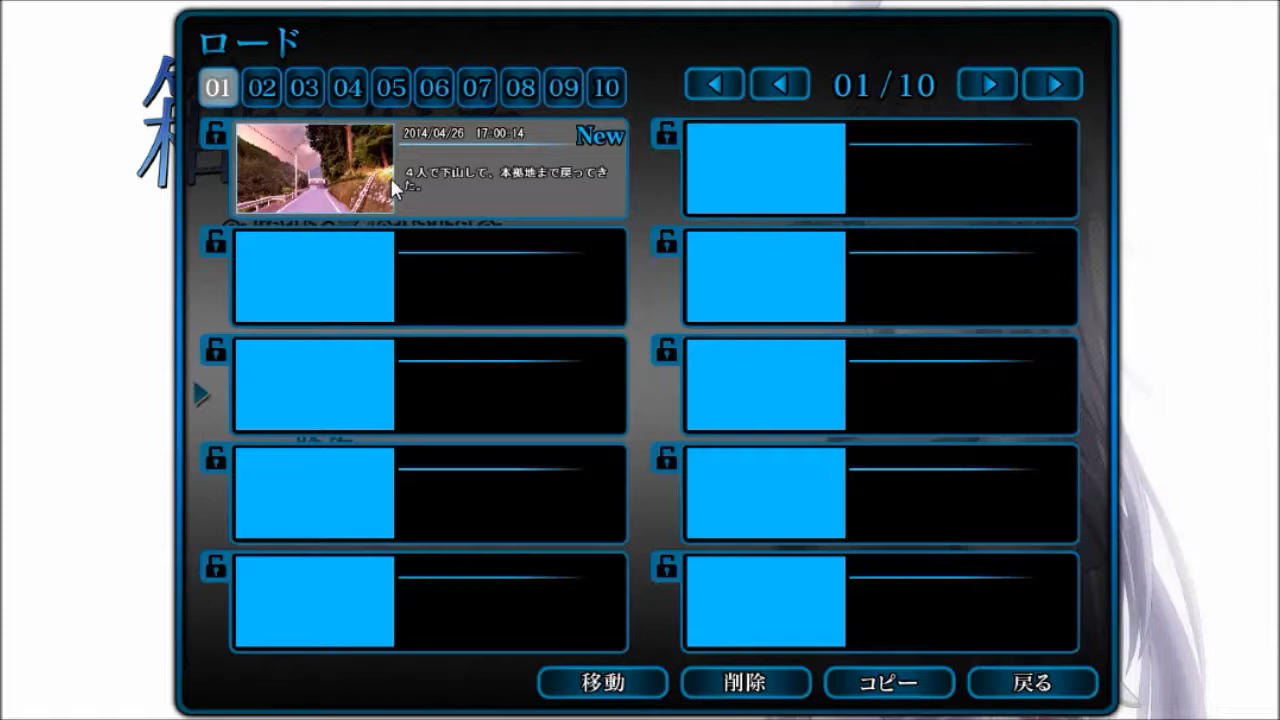 ロード
01 02 03 04 05 06 07 08 09 10
01/10
2014/04/26 17-00-14
New
4人で下山して、本拠地まで戻ってき
た。
移動
削除
コピー
戻る